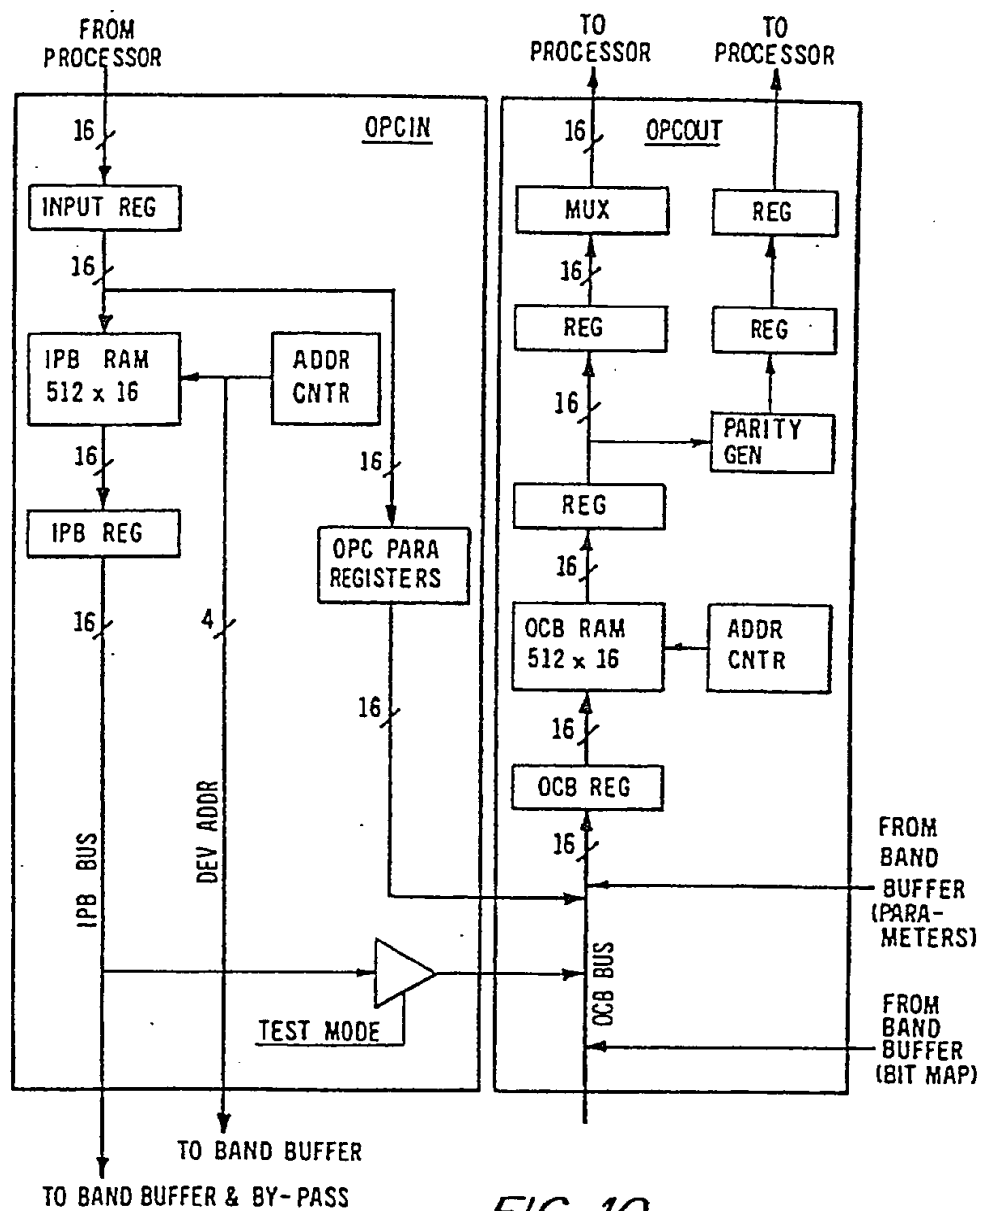 FROM
PROCESSOR
TO
PROCESSOR
TO
PROCESSOR
OPCIN
OPCOUT
16
INPUT REG
16
IPB RAM
512 x 16
ADDR
CNTR
16
16
IPB REG
OPC PARA
REGISTERS
16
4
16
IPB BUS
DEV ADDR
TEST MODE
TO BAND BUFFER
TO BAND BUFFER & BY-PASS
16
MUX
REG
16
REG
REG
16
PARITY
GEN
REG
16
OCB RAM
512 x 16
ADDR
CNTR
16
OCB REG
16
OCB BUS
FROM
BAND
BUFFER
(PARA-
METERS)
FROM
BAND
BUFFER
(BIT MAP)
FIG. 10